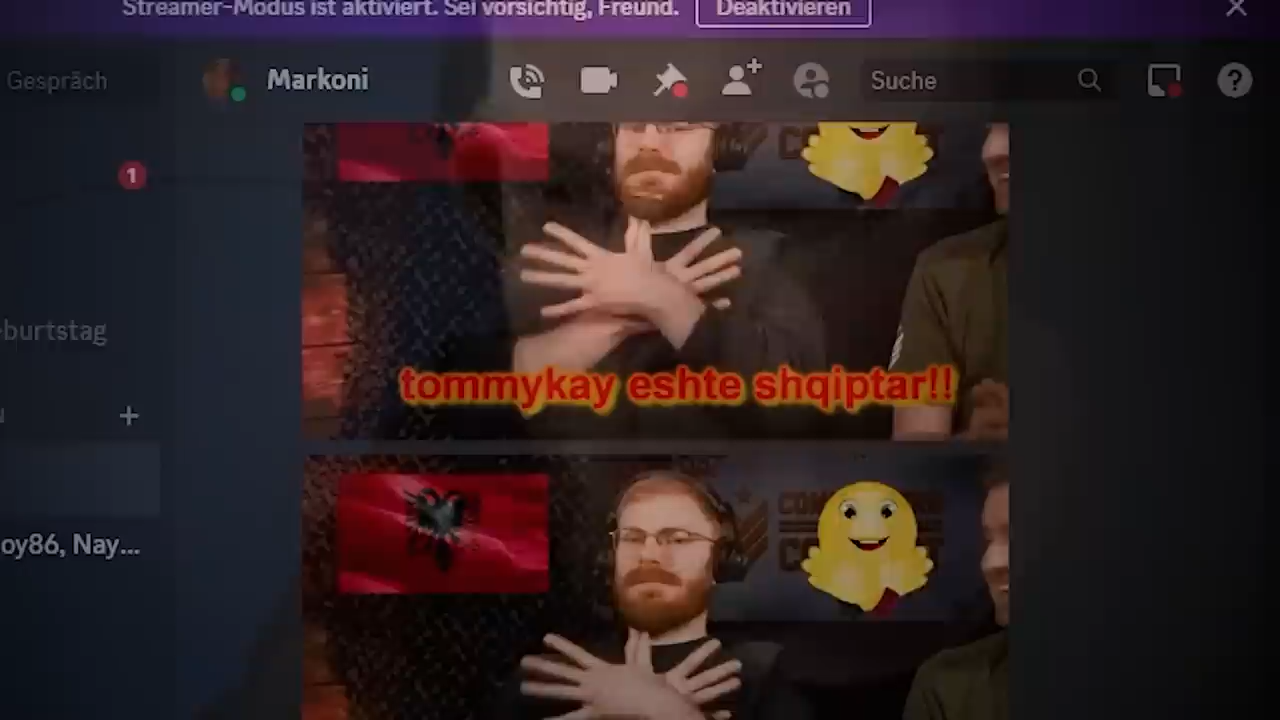 Streamer-Modus ist aktiviert. Sei vorsichtig, Freund.
Deaktivieren
Gespräch
Markoni
Suche
1
burtstag
tommykay eshte shqiptar!!
oy86, Nay...